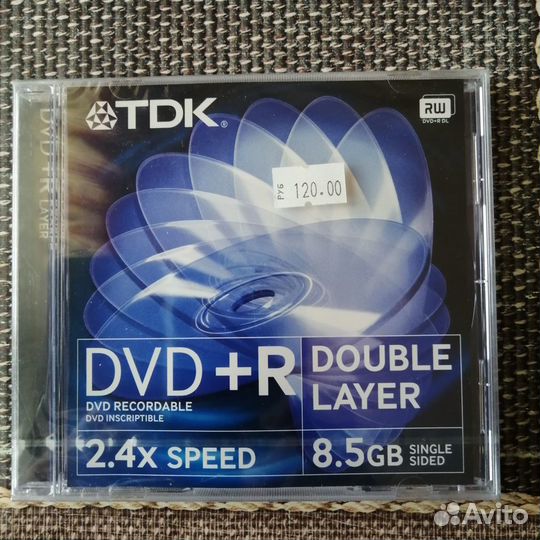 TDK®
RW
DVD+R DL
РУБ 120.00
DVD+R
LAYER
DVD +R
DVD RECORDABLE
DVD INSCRIPTIBLE
DOUBLE
LAYER
2.4X SPEED
8.5GB SINGLE
SIDED
Avito